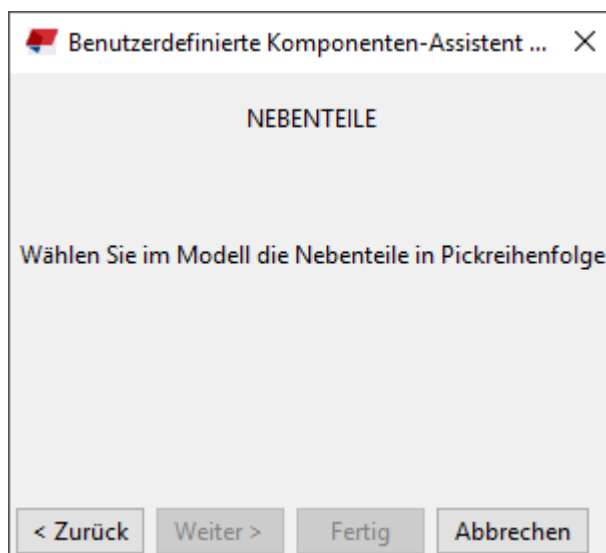 Benutzerdefinierte Komponenten-Assistent ...
NEBENTEILE
Wählen Sie im Modell die Nebenteile in Pickreihenfolge
< Zurück Weiter > Fertig Abbrechen